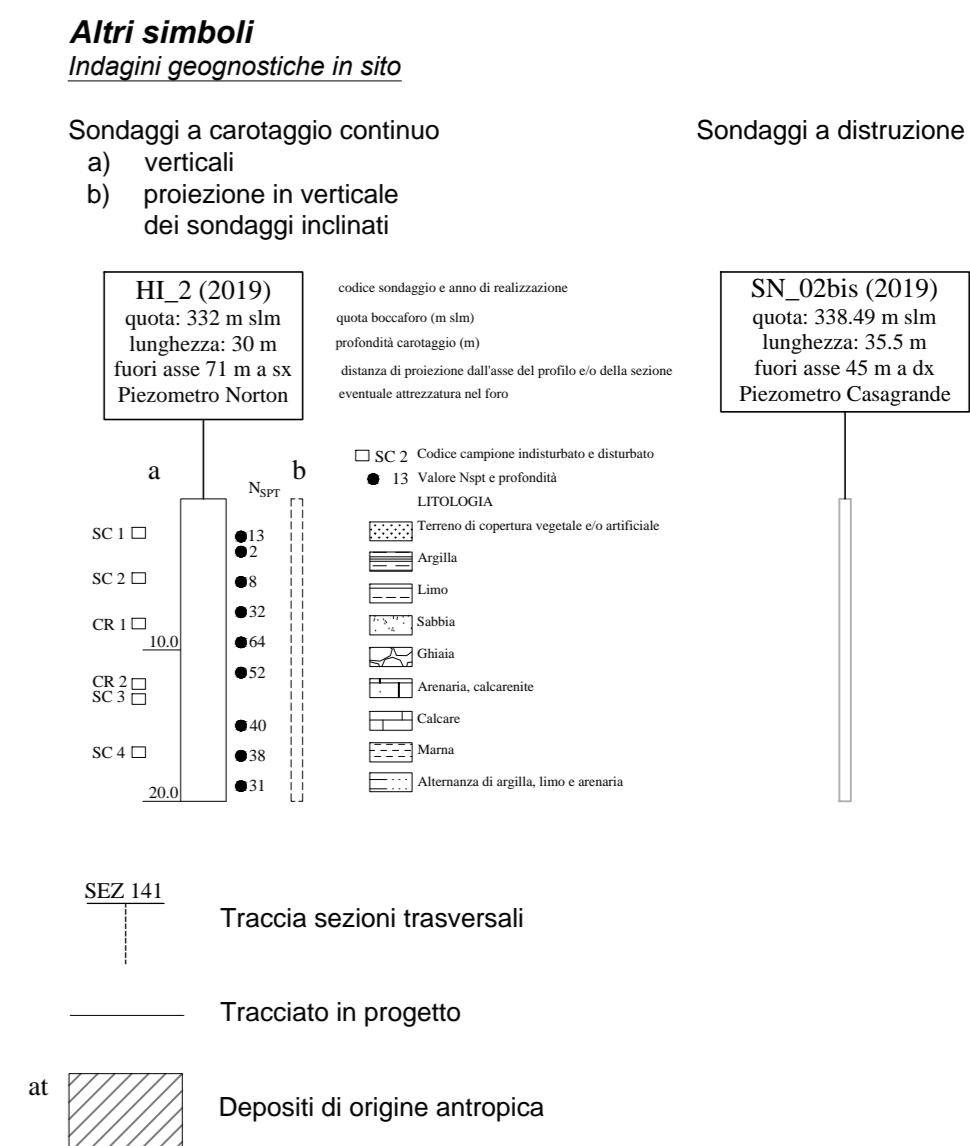 Altri simboli
Indagini geognostiche in sito
Sondaggi a carotaggio continuo
a) verticali
b) proiezione in verticale
dei sondaggi inclinati
Sondaggi a distruzione
HI_2 (2019)
quota: 332 m slm
lunghezza: 30 m
fuori asse 71 m a sx
Piezometro Norton
codice sondaggio e anno di realizzazione
quota boccaforo (m slm)
profondità carotaggio (m)
distanza di proiezione dall'asse del profilo e/o della sezione
eventuale attrezzatura nel foro
SN_02bis (2019)
quota: 338.49 m slm
lunghezza: 35.5 m
fuori asse 45 m a dx
Piezometro Casagrande
a
b
NSPT
SC 1
SC 2
CR 1
10.0
CR 2
SC 3
SC 4
20.0
13
2
8
32
64
52
40
38
31
SC 2 Codice campione indisturbato e disturbato
13 Valore Nspt e profondità
LITOLOGIA
Terreno di copertura vegetale e/o artificiale
Argilla
Limo
Sabbia
Ghiaia
Arenaria, calcarenite
Calcare
Marna
Alternanza di argilla, limo e arenaria
SEZ 141
Traccia sezioni trasversali
Tracciato in progetto
at
Depositi di origine antropica